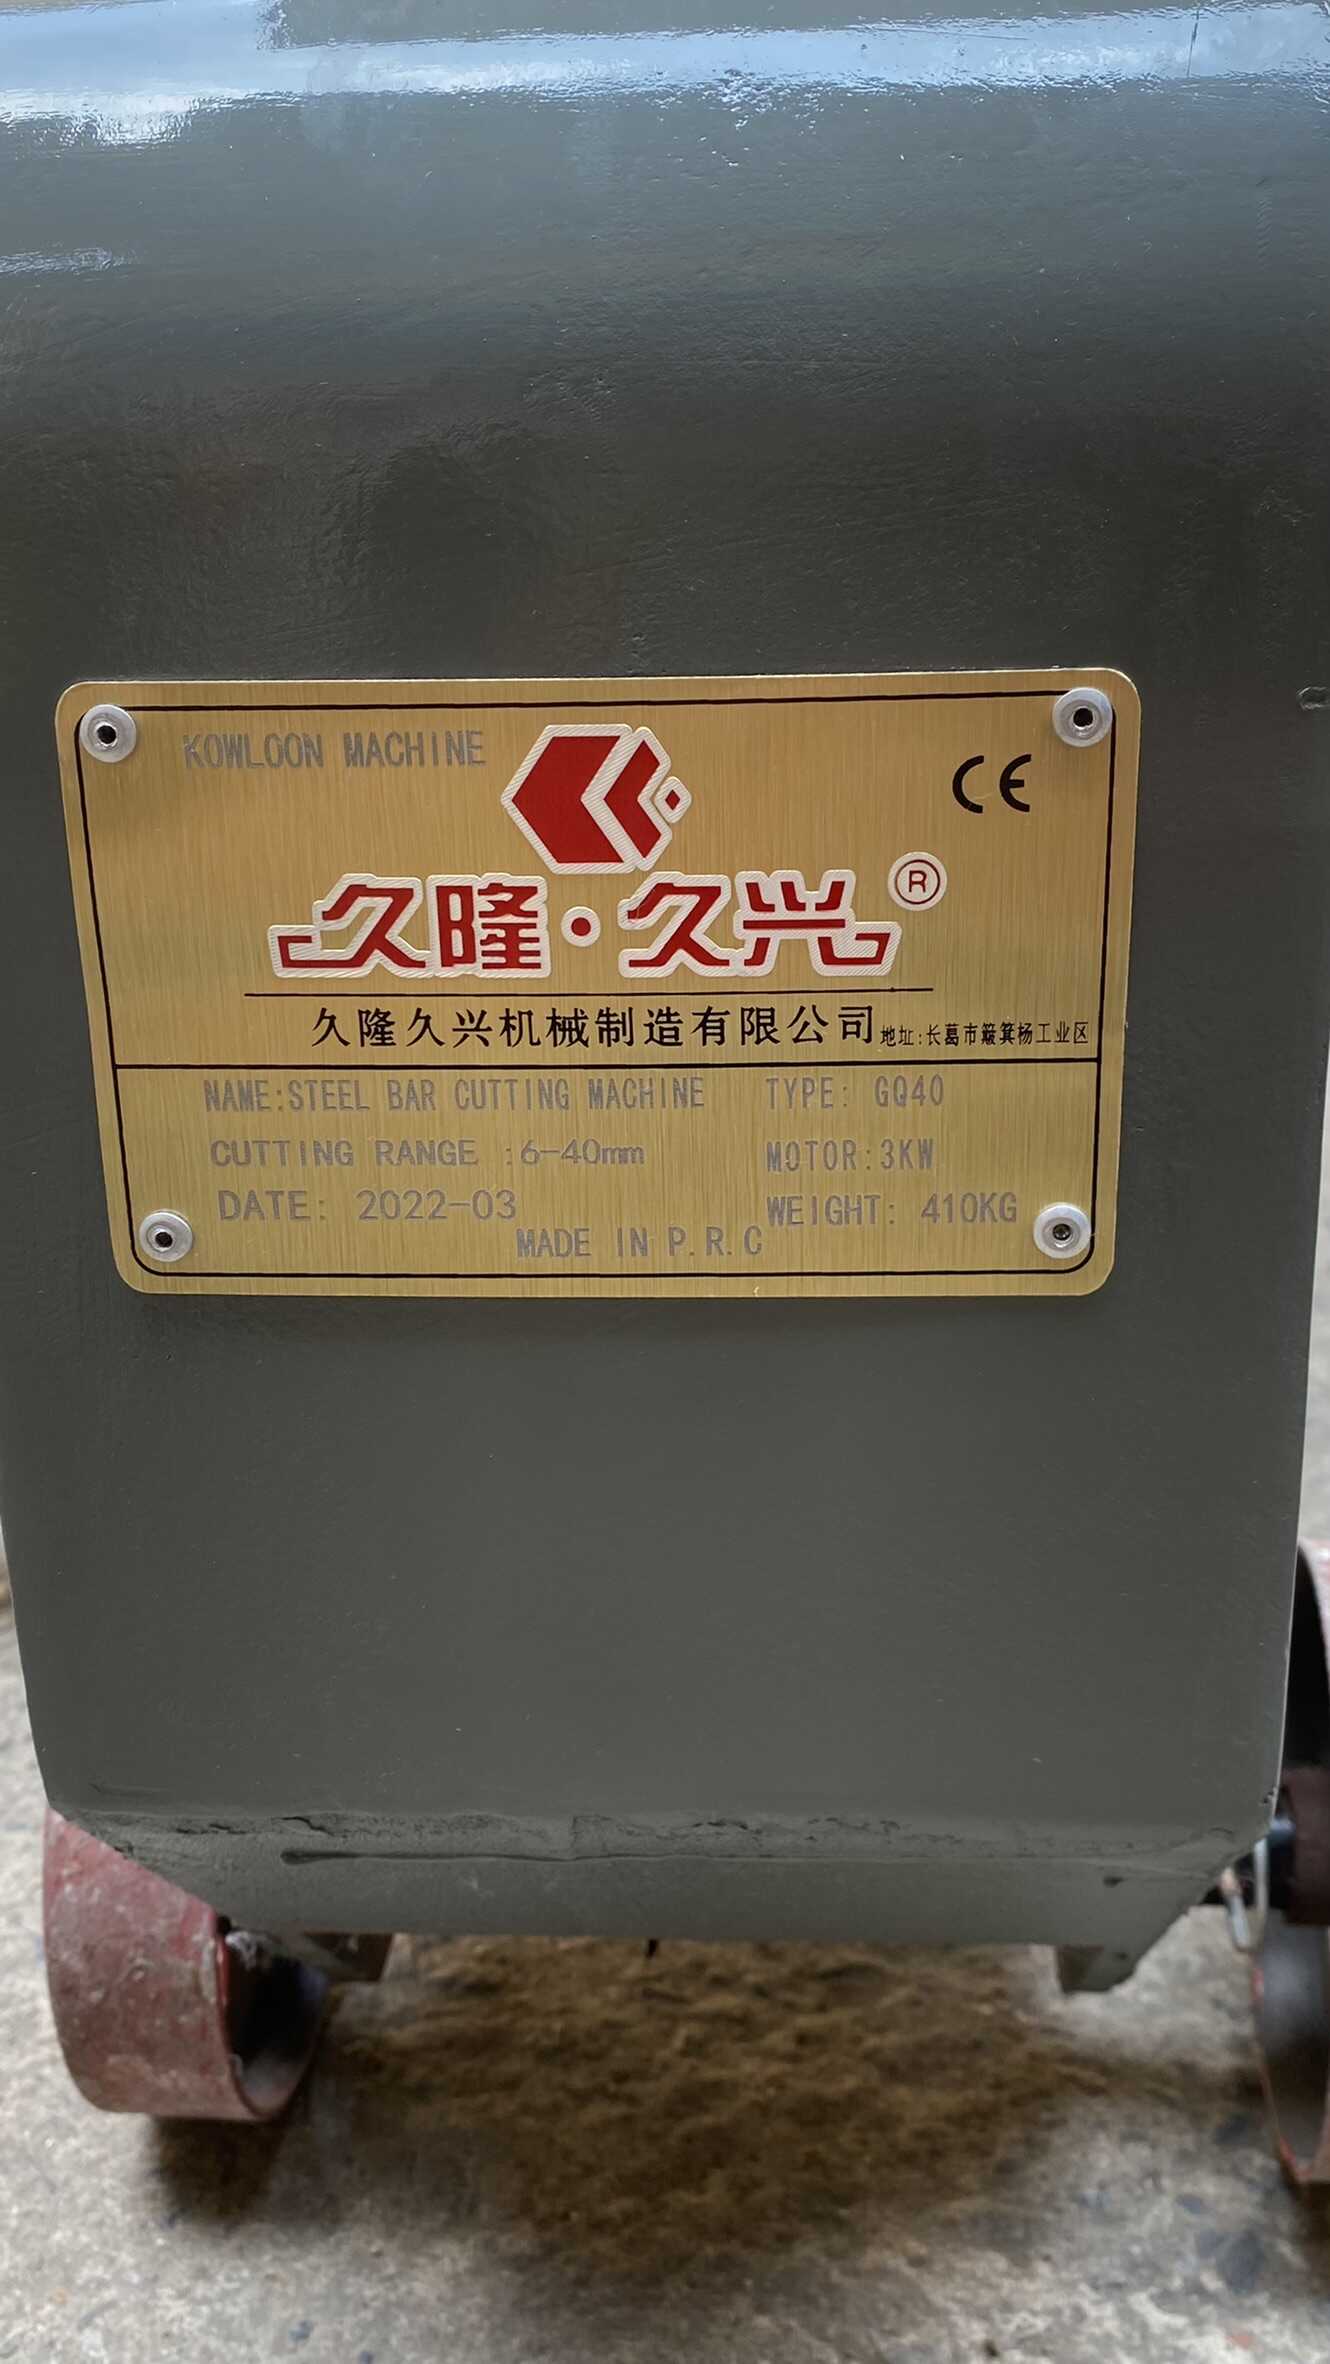 KOWLOON MACHINE
CE
久隆·久兴®
久隆久兴机械制造有限公司 地址:长葛市簸箕杨工业区
NAME:STEEL BAR CUTTING MACHINE TYPE: GQ40
CUTTING RANGE :6-40mm MOTOR:3KW
DATE: 2022-03 WEIGHT: 410KG
MADE IN P.R.C